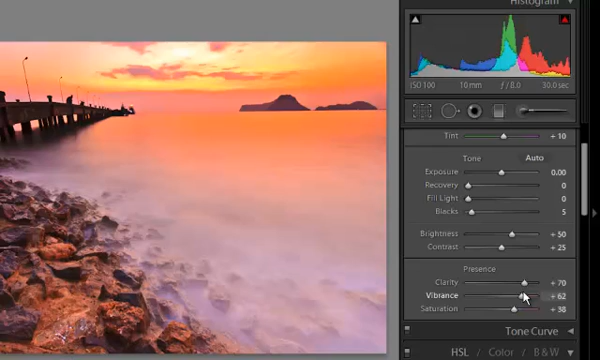 Histogram
ISO 100 10 mm ƒ / 8.0 30.0 sec
Tint + 10
Tone Auto
Exposure 0.00
Recovery 0
Fill Light 0
Blacks 5
Brightness + 50
Contrast + 25
Presence
Clarity + 70
Vibrance + 62
Saturation + 38
Tone Curve
HSL / Color / B & W